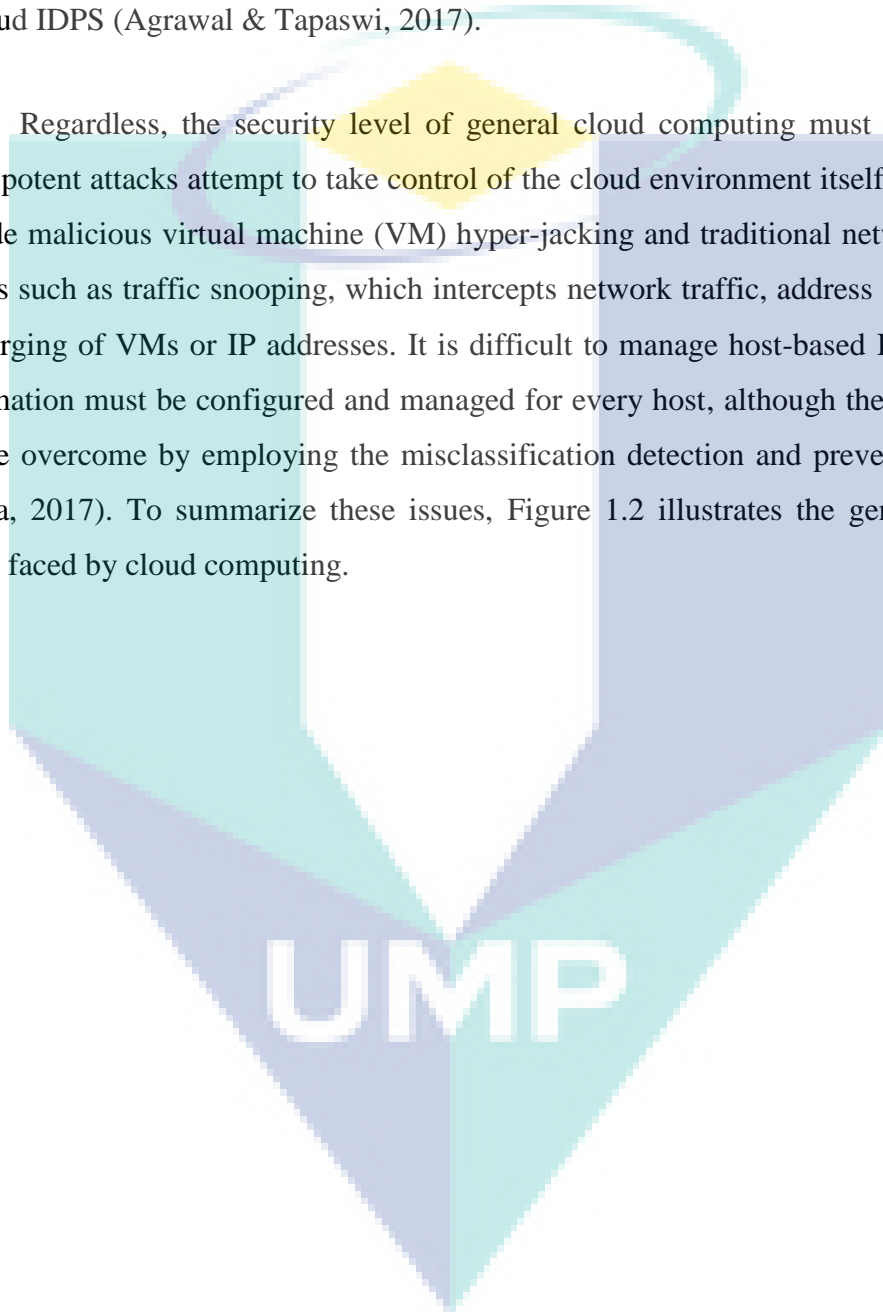 ud IDPS (Agrawal & Tapaswi, 2017).
Regardless, the security level of general cloud computing must
potent attacks attempt to take control of the cloud environment itself
le malicious virtual machine (VM) hyper-jacking and traditional netw
s such as traffic snooping, which intercepts network traffic, address
rging of VMs or IP addresses. It is difficult to manage host-based I
nation must be configured and managed for every host, although the
e overcome by employing the misclassification detection and preve
a, 2017). To summarize these issues, Figure 1.2 illustrates the gen
faced by cloud computing.
UMP